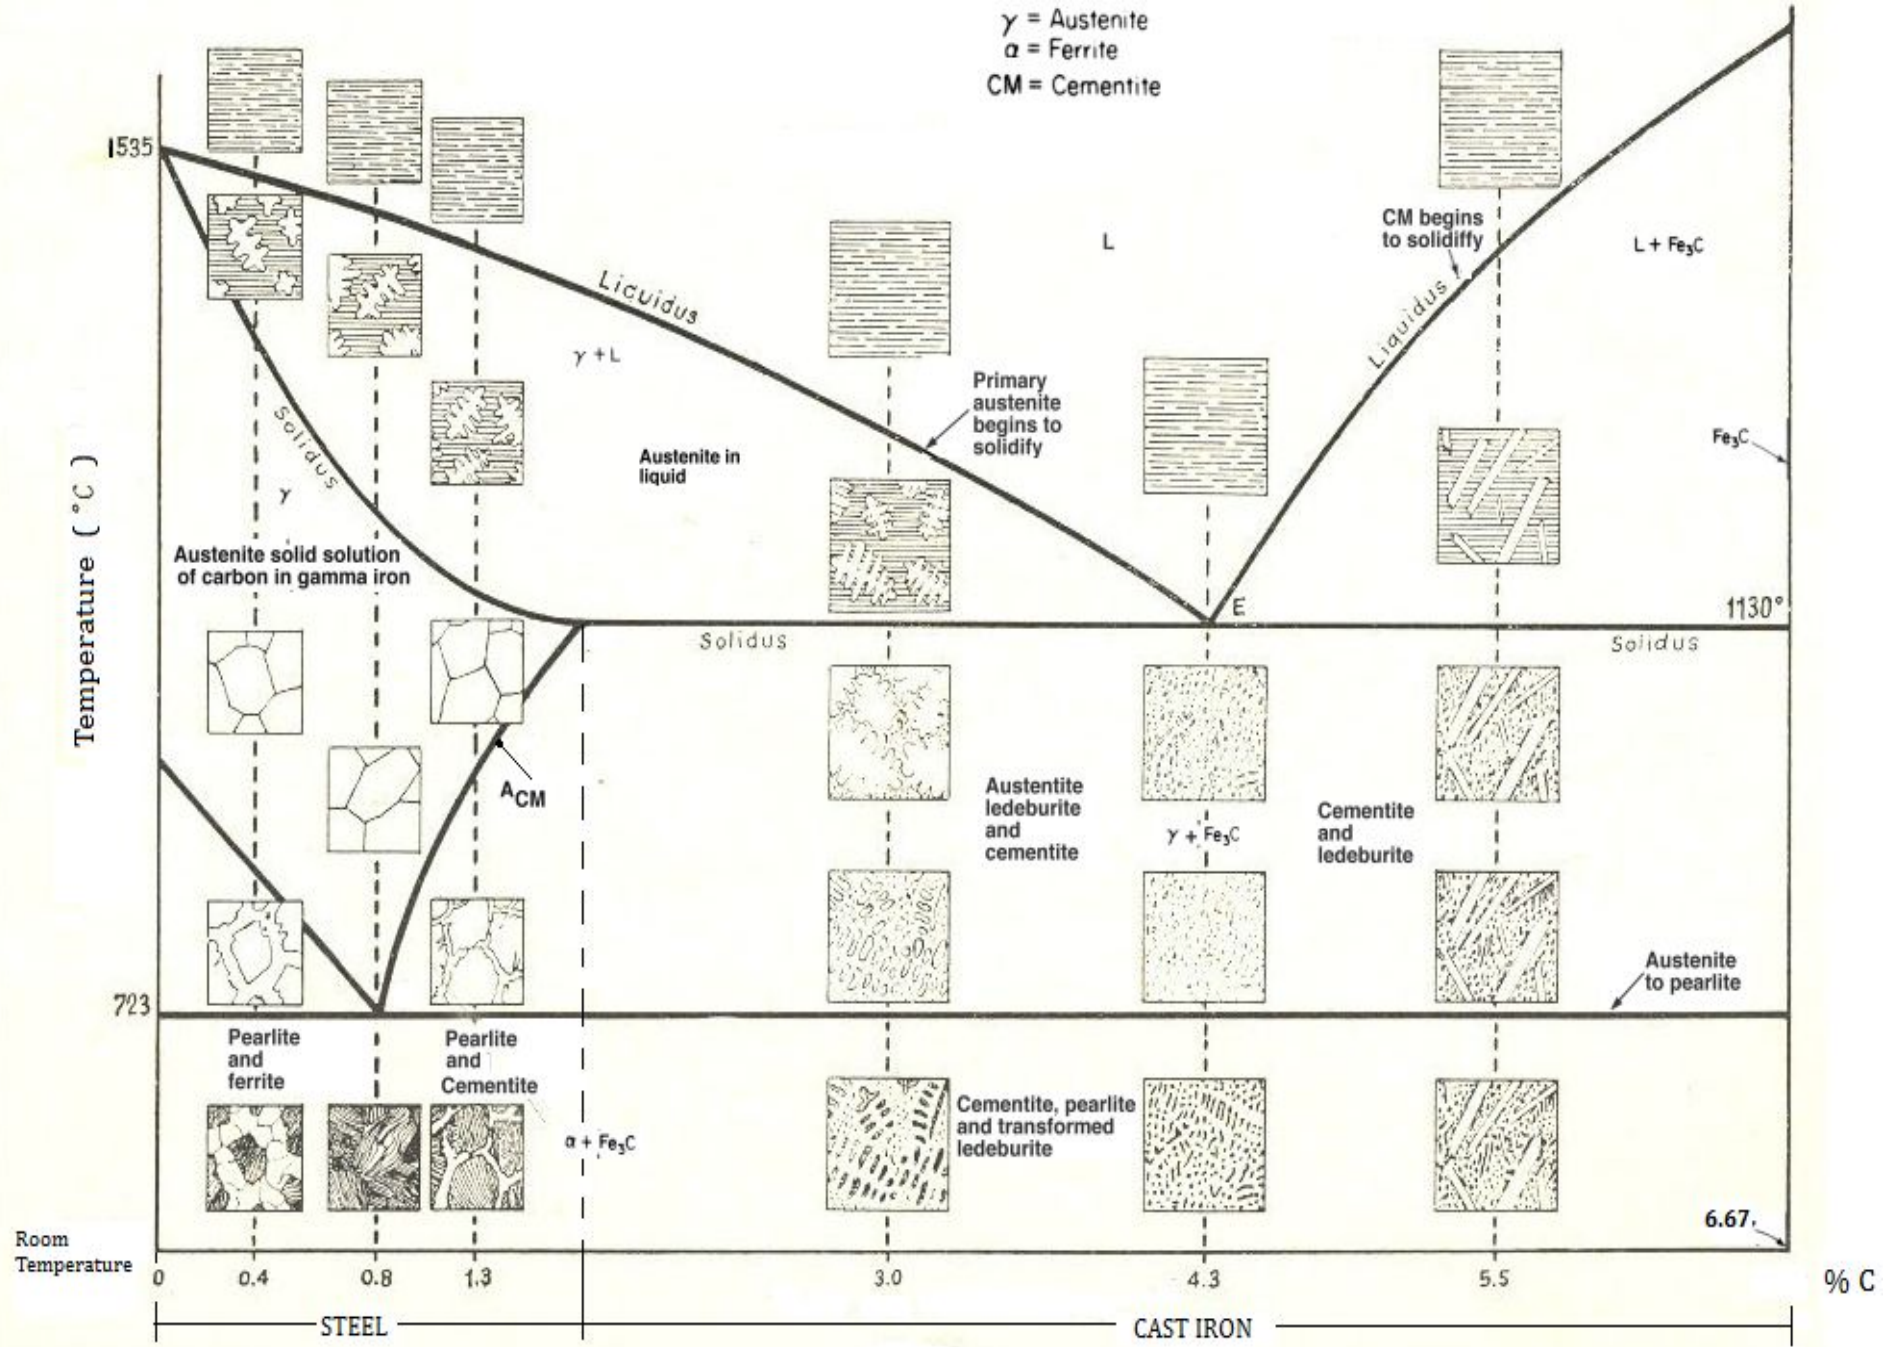 γ = Austenite
α = Ferrite
CM = Cementite
1535
Liquidus
γ + L
Solidus
γ
Austenite solid solution
of carbon in gamma iron
Austenite in
liquid
Primary
austenite
begins to
solidify
L
CM begins
to solidiffy
Liquidus
L + Fe₃C
Fe₃C
E
1130°
Solidus
Solidus
Temperature ( °C )
A CM
Austentite
ledeburite
and
cementite
γ + Fe₃C
Cementite
and
ledeburite
Austenite
to pearlite
723
Pearlite
and
ferrite
Pearlite
and
Cementite
α + Fe₃C
Cementite, pearlite
and transformed
ledeburite
6.67
Room
Temperature
0 0.4 0.8 1.3 3.0 4.3 5.5
% C
STEEL
CAST IRON